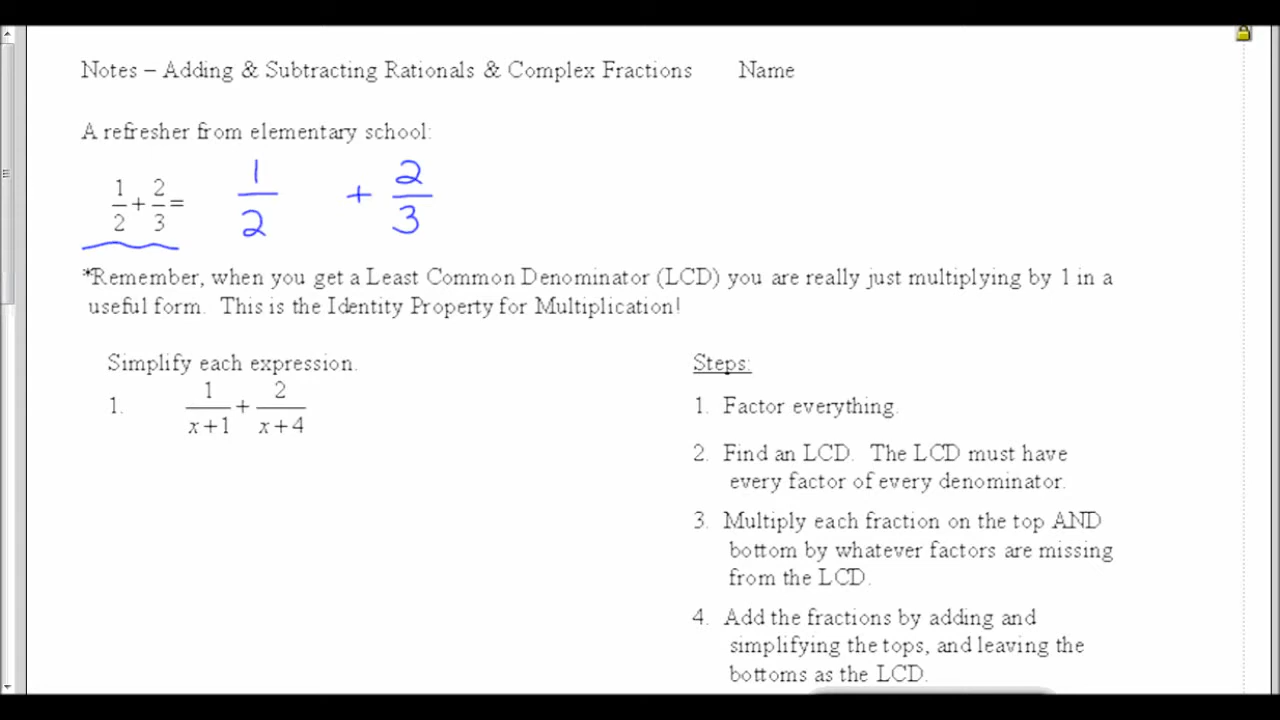 Notes – Adding & Subtracting Rationals & Complex Fractions Name
A refresher from elementary school:
1/2 + 2/3 = 1/2 + 2/3
*Remember, when you get a Least Common Denominator (LCD) you are really just multiplying by 1 in a
useful form. This is the Identity Property for Multiplication!
Simplify each expression.
1. 1/(x+1) + 2/(x+4)
Steps:
1. Factor everything.
2. Find an LCD. The LCD must have
every factor of every denominator.
3. Multiply each fraction on the top AND
bottom by whatever factors are missing
from the LCD.
4. Add the fractions by adding and
simplifying the tops, and leaving the
bottoms as the LCD.